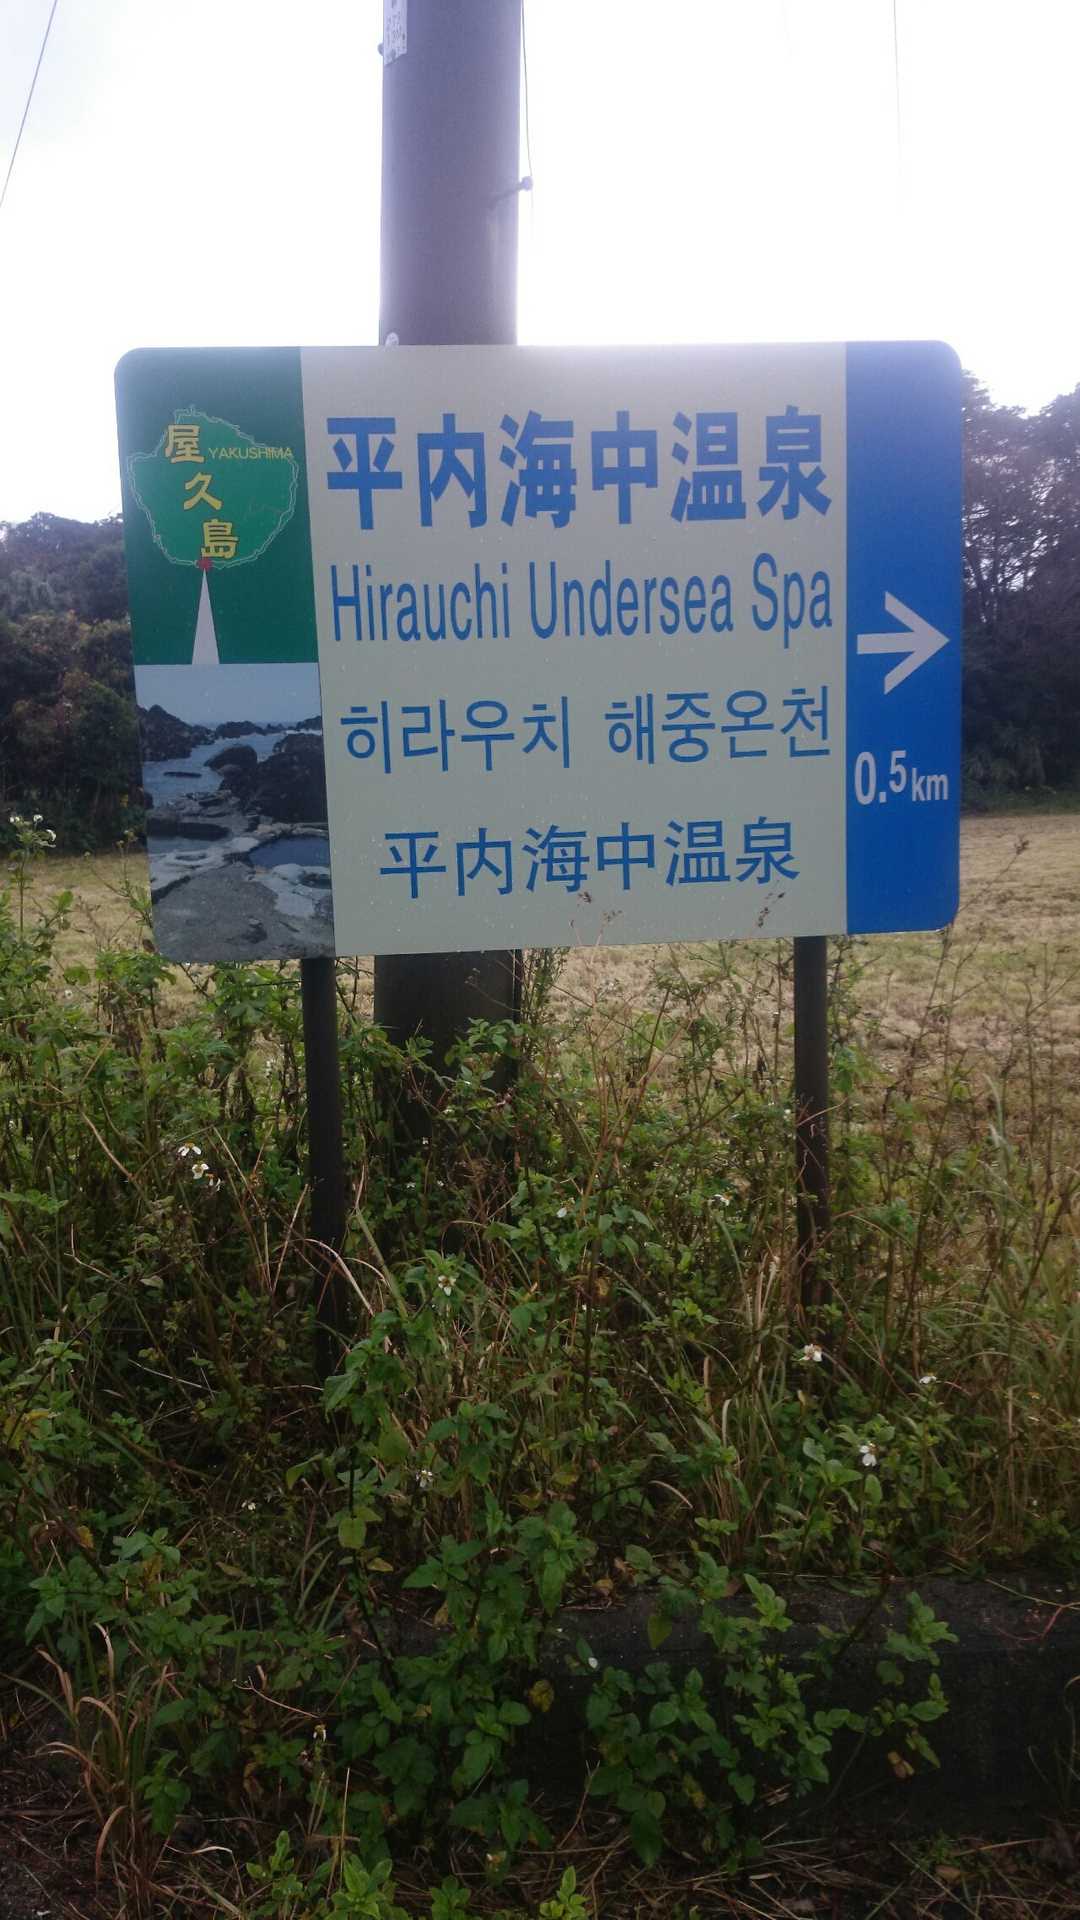 屋久島
YAKUSHIMA
平内海中温泉
Hirauchi Undersea Spa
히라우치 해중온천
平内海中温泉
0.5km